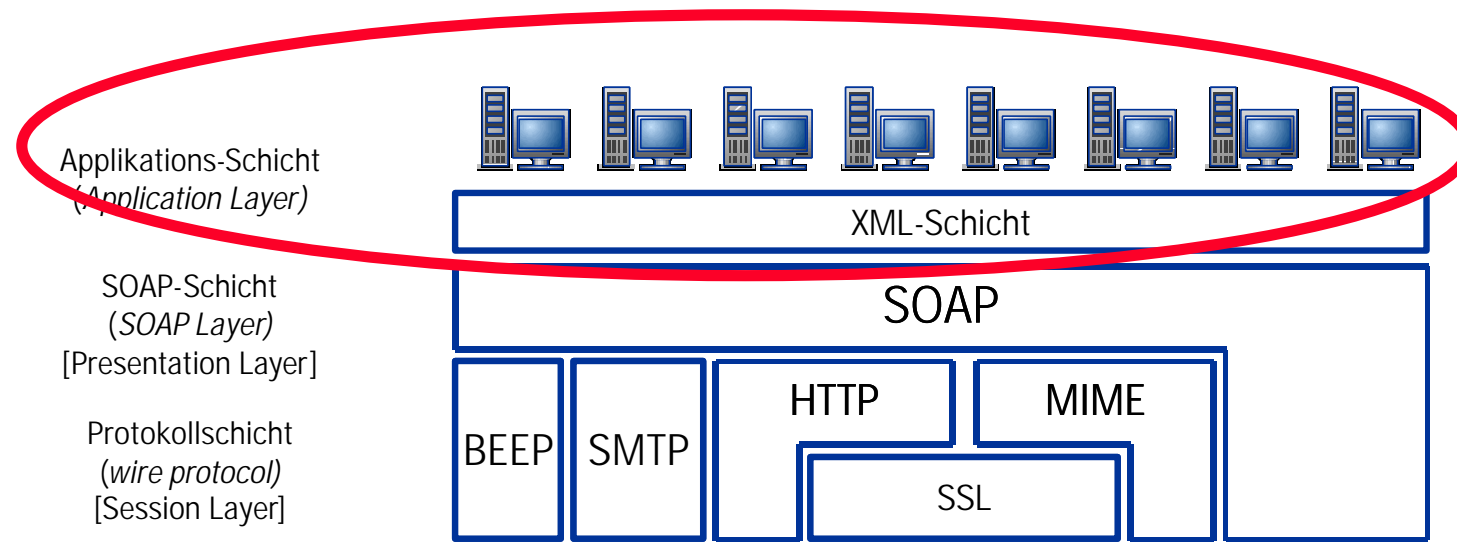 Applikations-Schicht
(Application Layer)
XML-Schicht
SOAP-Schicht
(SOAP Layer)
[Presentation Layer]
SOAP
Protokollschicht
(wire protocol)
[Session Layer]
BEEP
SMTP
HTTP
MIME
SSL